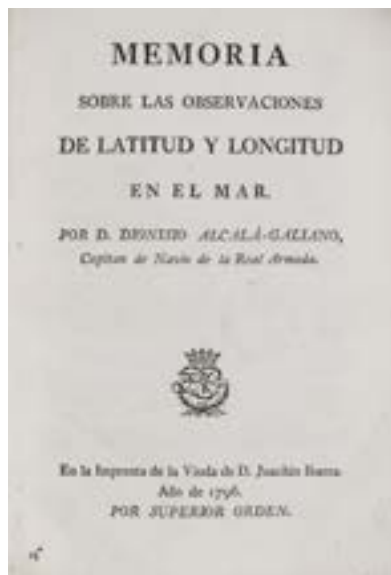 MEMORIA
SOBRE LAS OBSERVACIONES
DE LATITUD Y LONGITUD
EN EL MAR.
POR D. DIONISIO ALCALÁ-GALIANO,
Capitan de Navío de la Real Armada.
En la Imprenta de la Viuda de D. Joachin Ibarra
Año de 1796.
POR SUPERIOR ORDEN.